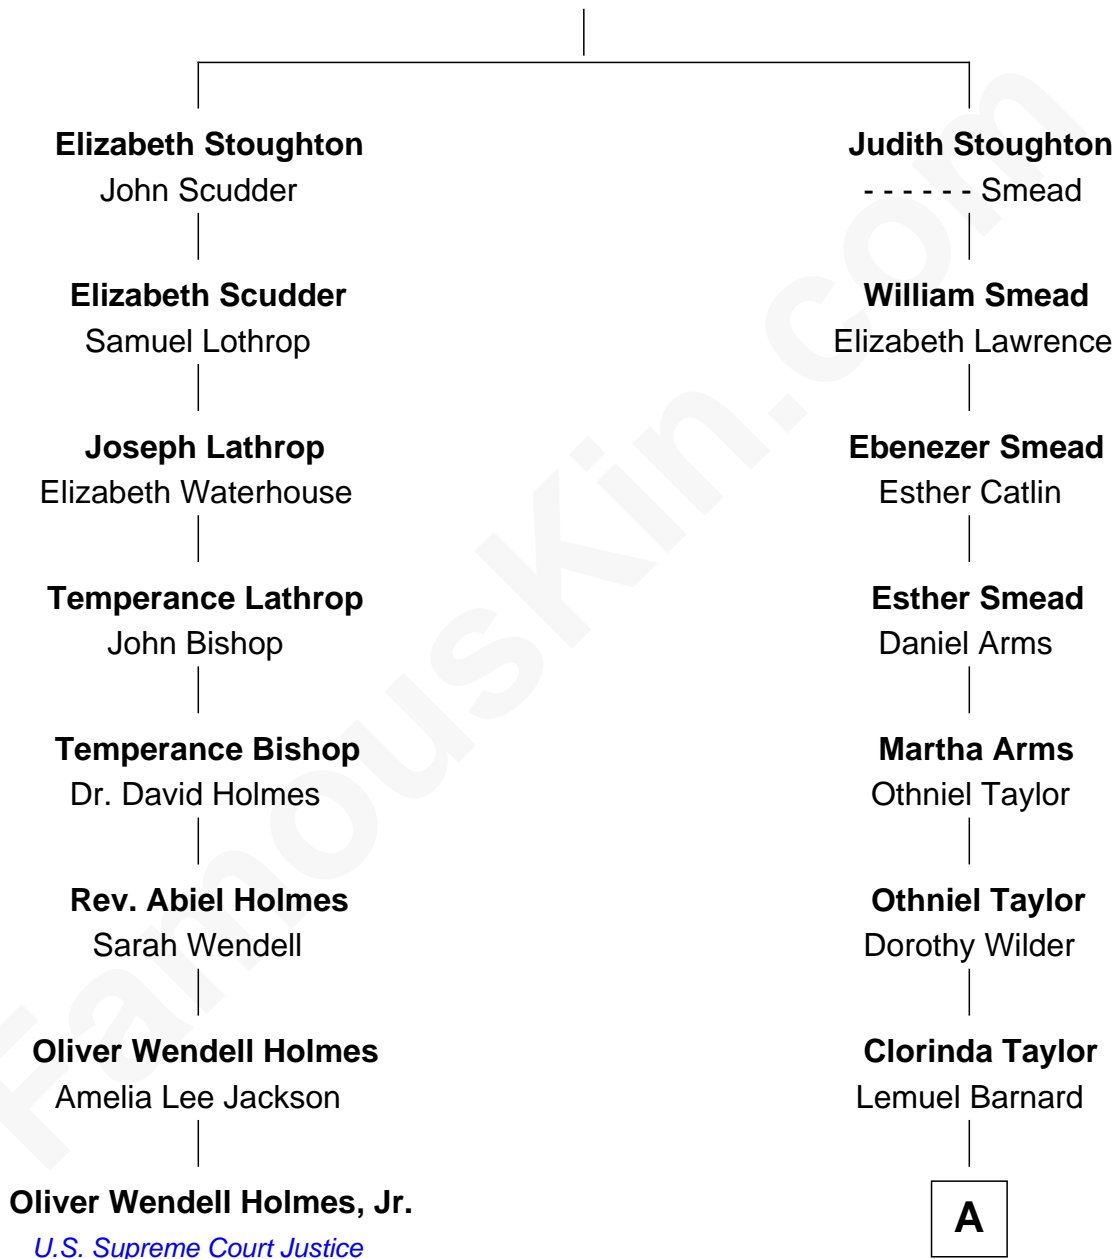 Elizabeth Stoughton
John Scudder
Elizabeth Scudder
Samuel Lothrop
Joseph Lathrop
Elizabeth Waterhouse
Temperance Lathrop
John Bishop
Temperance Bishop
Dr. David Holmes
Rev. Abiel Holmes
Sarah Wendell
Oliver Wendell Holmes
Amelia Lee Jackson
Oliver Wendell Holmes, Jr.
U.S. Supreme Court Justice
Judith Stoughton
- - - - - - Smead
William Smead
Elizabeth Lawrence
Ebenezer Smead
Esther Catlin
Esther Smead
Daniel Arms
Martha Arms
Othniel Taylor
Othniel Taylor
Dorothy Wilder
Clorinda Taylor
Lemuel Barnard
A
FamousKin.com